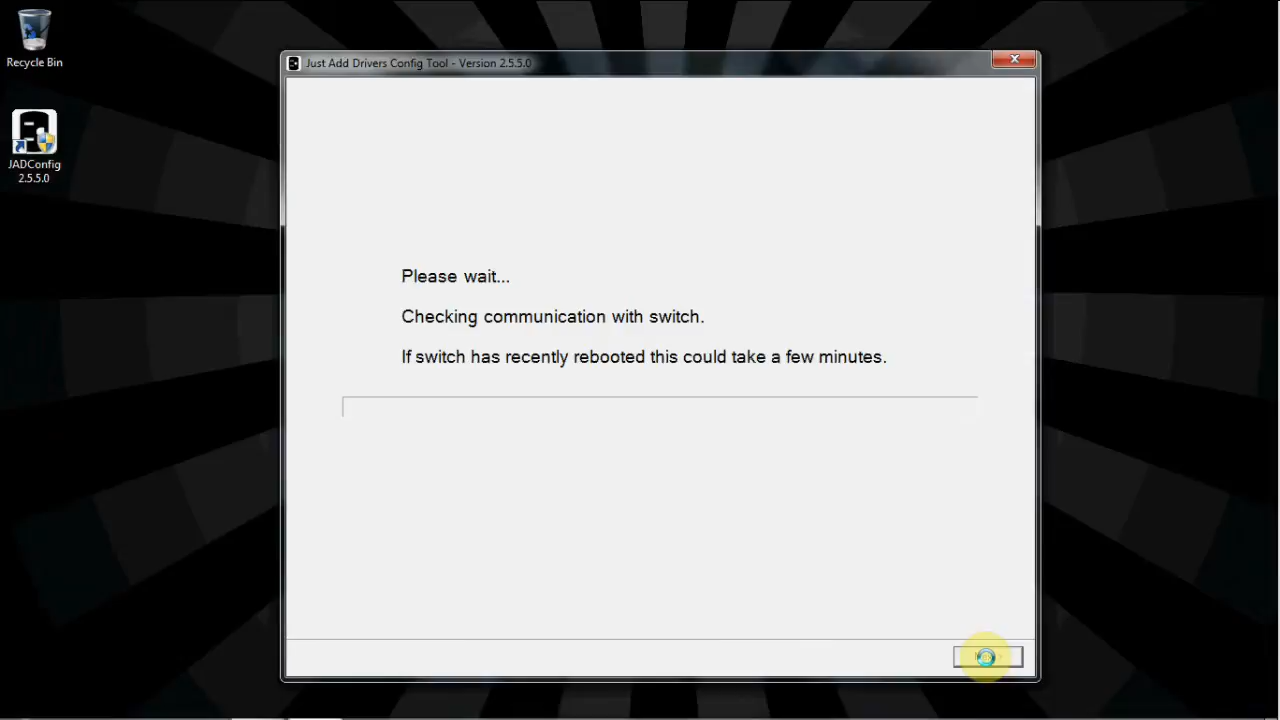 Recycle Bin
JADConfig
2.5.5.0
Just Add Drivers Config Tool - Version 2.5.5.0
Please wait...
Checking communication with switch.
If switch has recently rebooted this could take a few minutes.